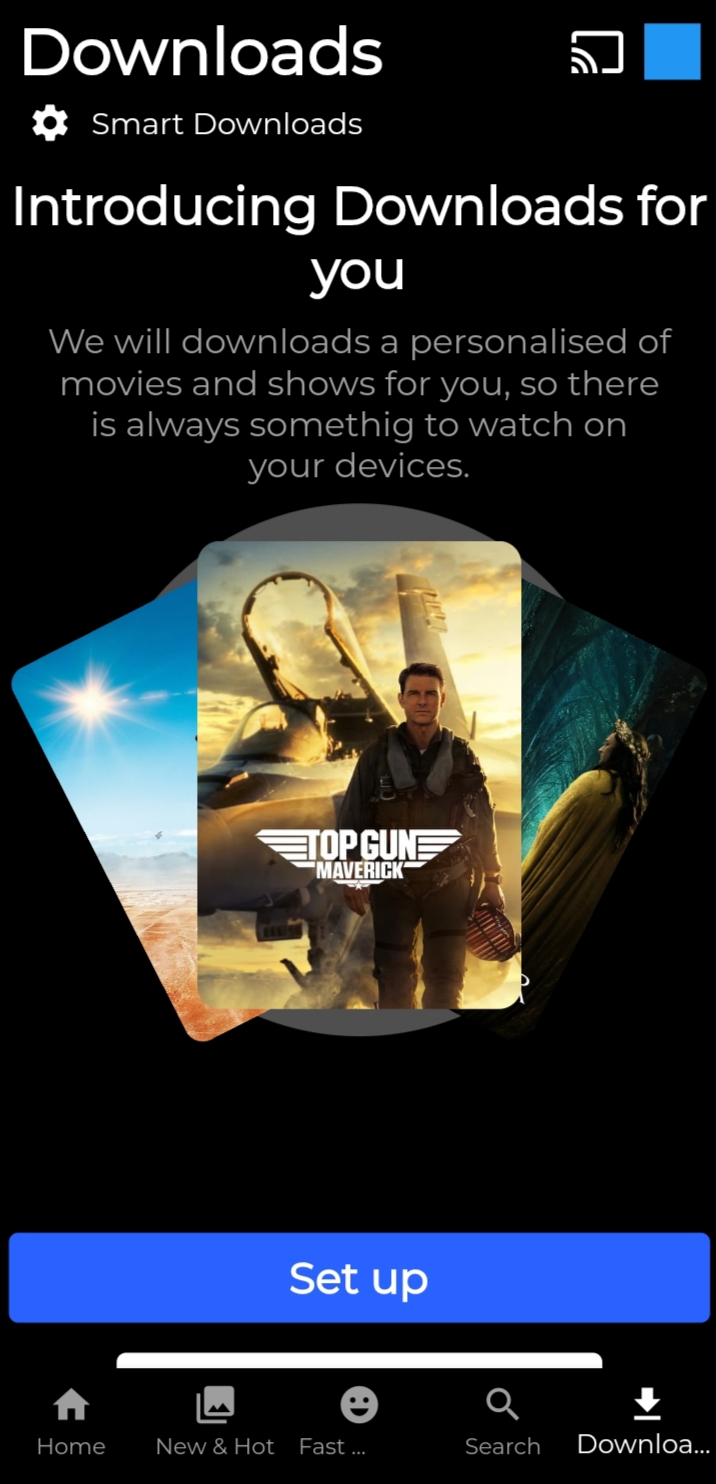 Downloads
Smart Downloads
Introducing Downloads for
you
We will downloads a personalised of
movies and shows for you, so there
is always somethig to watch on
your devices.
TOP GUN
MAVERICK
Set up
Home
New & Hot
Fast ...
Search
Downloa...